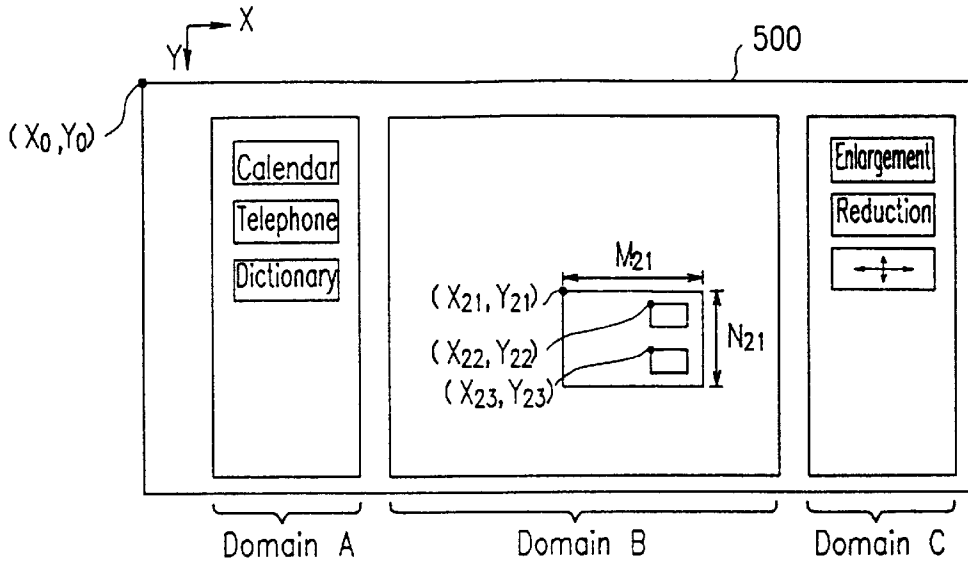 X
Y
500
(X0,Y0)
Calendar
Telephone
Dictionary
Enlargement
Reduction
M21
(X21,Y21)
N21
(X22,Y22)
(X23,Y23)
Domain A
Domain B
Domain C